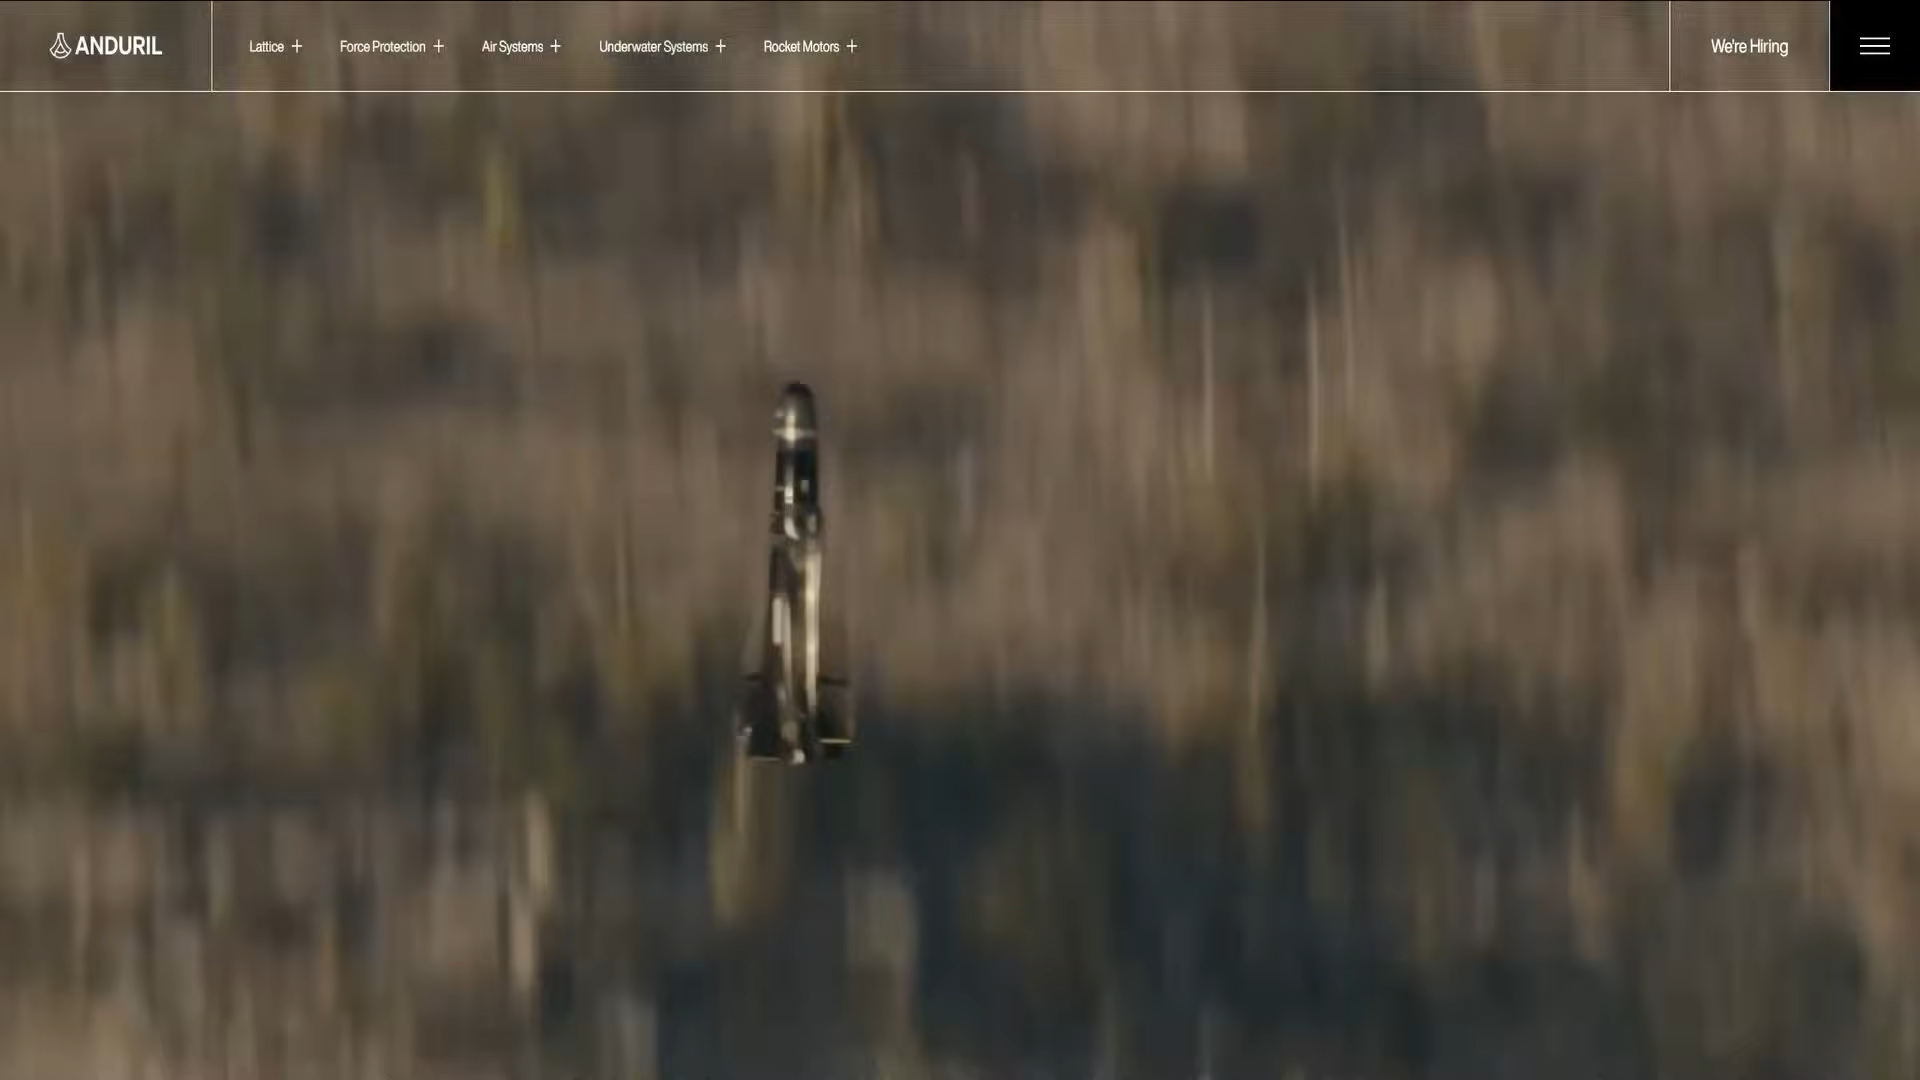 ANDURIL
Lattice +
Force Protection +
Air Systems +
Underwater Systems +
Rocket Motors +
We're Hiring